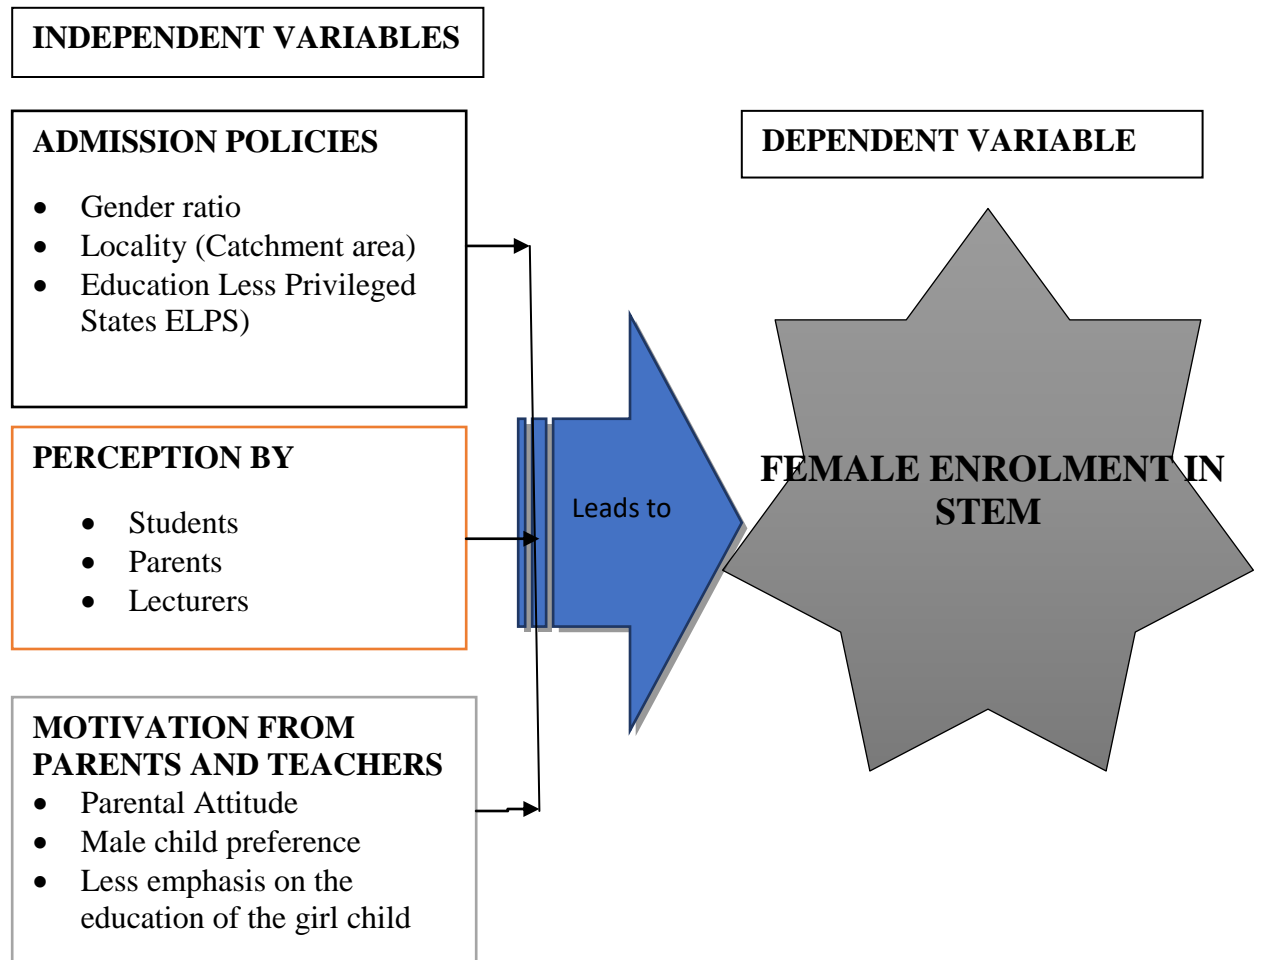 INDEPENDENT VARIABLES
ADMISSION POLICIES
• Gender ratio
• Locality (Catchment area)
• Education Less Privileged
States ELPS)
PERCEPTION BY
• Students
• Parents
• Lecturers
MOTIVATION FROM
PARENTS AND TEACHERS
• Parental Attitude
• Male child preference
• Less emphasis on the
education of the girl child
Leads to
DEPENDENT VARIABLE
FEMALE ENROLMENT IN
STEM